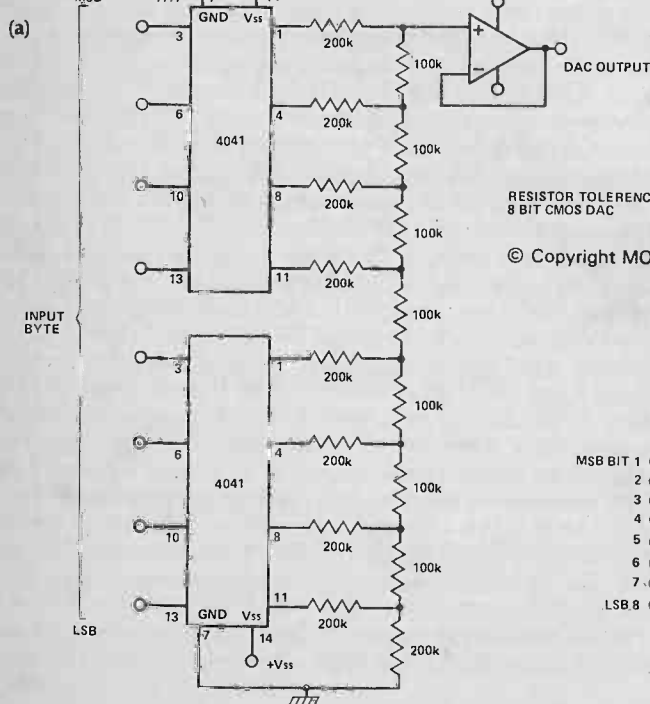 (a)
GND Vss
3 1 200k
100k
+
-
DAC OUTPUT
6 4 200k
4041
100k
10 8 200k
RESISTOR TOLERENC
8 BIT CMOS DAC
100k
13 11 200k
© Copyright MO
INPUT
BYTE
100k
3 1 200k
100k
6 4 200k
4041
100k
MSB BIT 1
2
3
4
5
6
7
LSB 8
10 8 200k
100k
13 11 200k
GND Vss
LSB
7 14
200k
+Vss